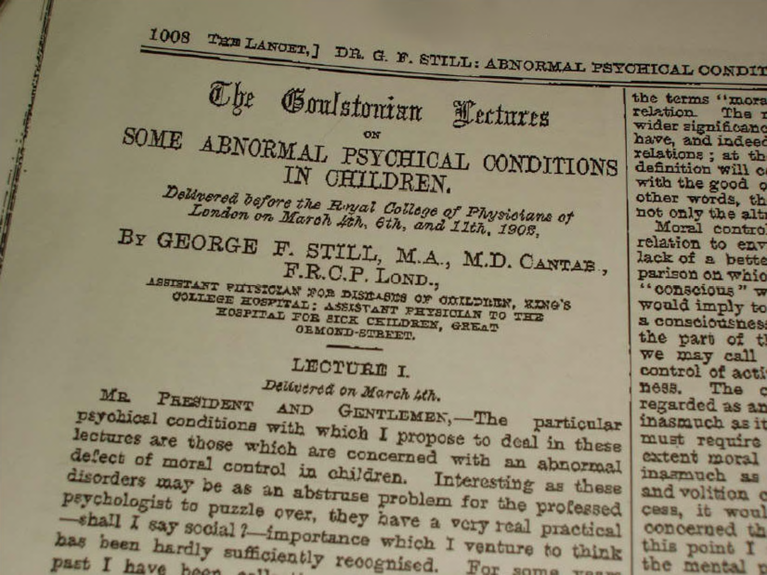 1008 THE LANCET,] DR. G. F. STILL: ABNORMAL PSYCHICAL CONDIT
The Goulstonian Lectures
ON
SOME ABNORMAL PSYCHICAL CONDITIONS
IN CHILDREN.
Delivered before the Royal College of Physicians of
London on March 4th, 6th, and 11th, 1902,
BY GEORGE F. STILL, M.A., M.D. CANTAB.,
F.R.C.P. LOND.,
ASSISTANT PHYSICIAN FOR DISEASES OF CHILDREN, KING'S
COLLEGE HOSPITAL; ASSISTANT PHYSICIAN TO THE
HOSPITAL FOR SICK CHILDREN, GREAT
ORMOND-STREET.
LECTURE I.
Delivered on March 4th.
MR. PRESIDENT AND GENTLEMEN,—The particular
psychical conditions with which I propose to deal in these
lectures are those which are concerned with an abnormal
defect of moral control in children. Interesting as these
disorders may be as an abstruse problem for the professed
psychologist to puzzle over, they have a very real practical
—shall I say social?—importance which I venture to think
has been hardly sufficiently recognised. For some years
past I have been
the terms "mora
relation. The
wider significanc
have, and indeed
relations; at th
definition will c
with the good o
other words, th
not only the altr
Moral control
relation to env
lack of a bette
parison on whic
"conscious" w
would imply to
a consciousness
the part of t
we may call
control of acti
ness. The c
regarded as an
inasmuch as it
must require
extent moral
inasmuch as
and volition c
cess, it woul
concerned th
this point I
the mental p